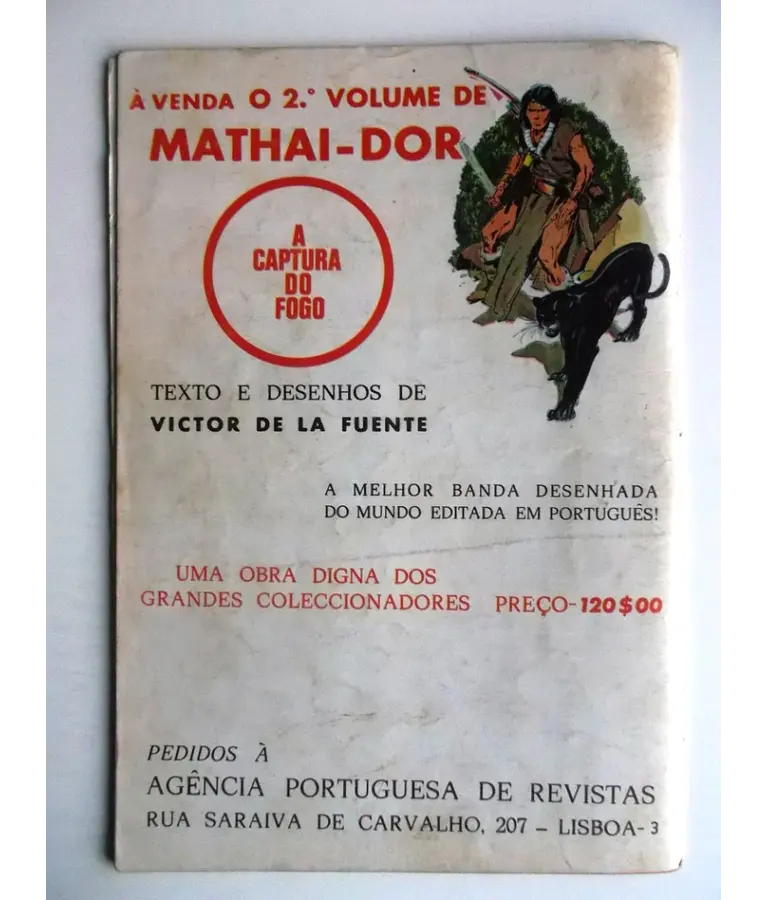 À VENDA O 2.º VOLUME DE
MATHAI-DOR
A
CAPTURA
DO
FOGO
TEXTO E DESENHOS DE
VICTOR DE LA FUENTE
A MELHOR BANDA DESENHADA
DO MUNDO EDITADA EM PORTUGUÊS!
UMA OBRA DIGNA DOS
GRANDES COLECCIONADORES PREÇO-120$00
PEDIDOS À
AGÊNCIA PORTUGUESA DE REVISTAS
RUA SARAIVA DE CARVALHO, 207 – LISBOA-3